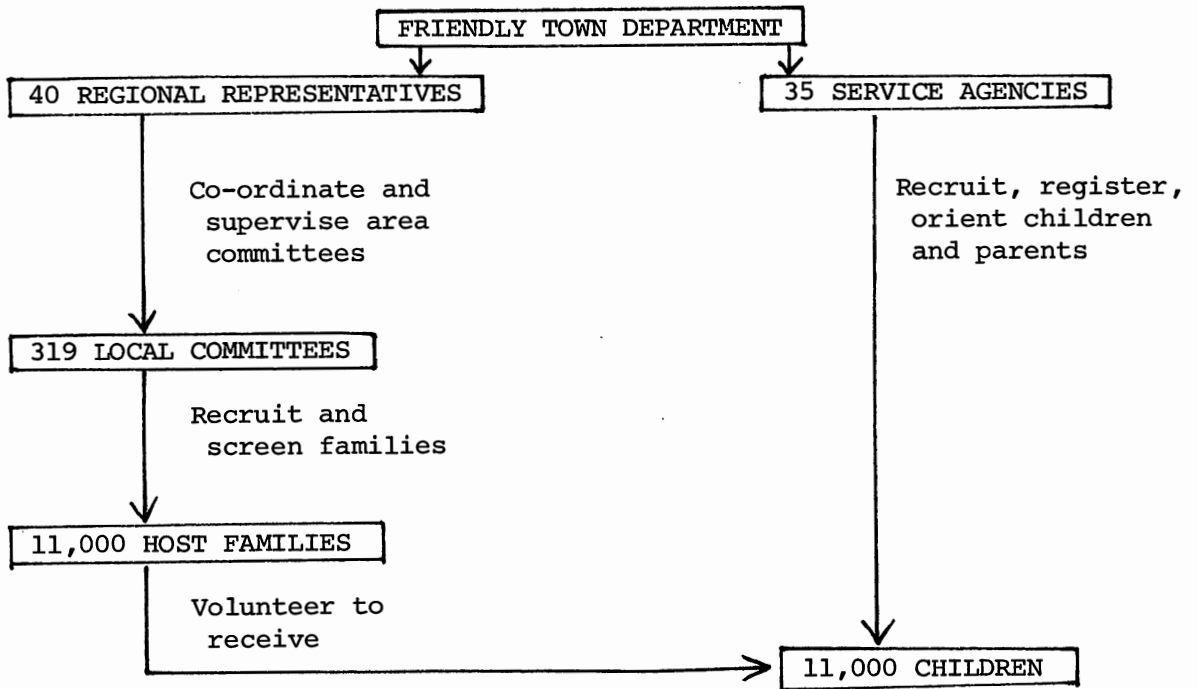 FRIENDLY TOWN DEPARTMENT
40 REGIONAL REPRESENTATIVES
35 SERVICE AGENCIES
Co-ordinate and
supervise area
committees
Recruit, register,
orient children
and parents
319 LOCAL COMMITTEES
Recruit and
screen families
11,000 HOST FAMILIES
Volunteer to
receive
11,000 CHILDREN